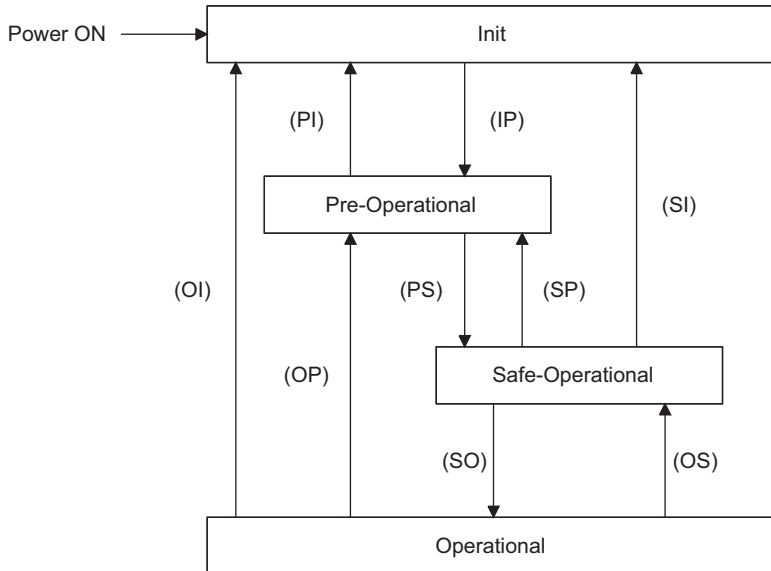 Power ON
Init
(PI)
(IP)
Pre-Operational
(SI)
(OI)
(PS)
(SP)
(OP)
Safe-Operational
(SO)
(OS)
Operational